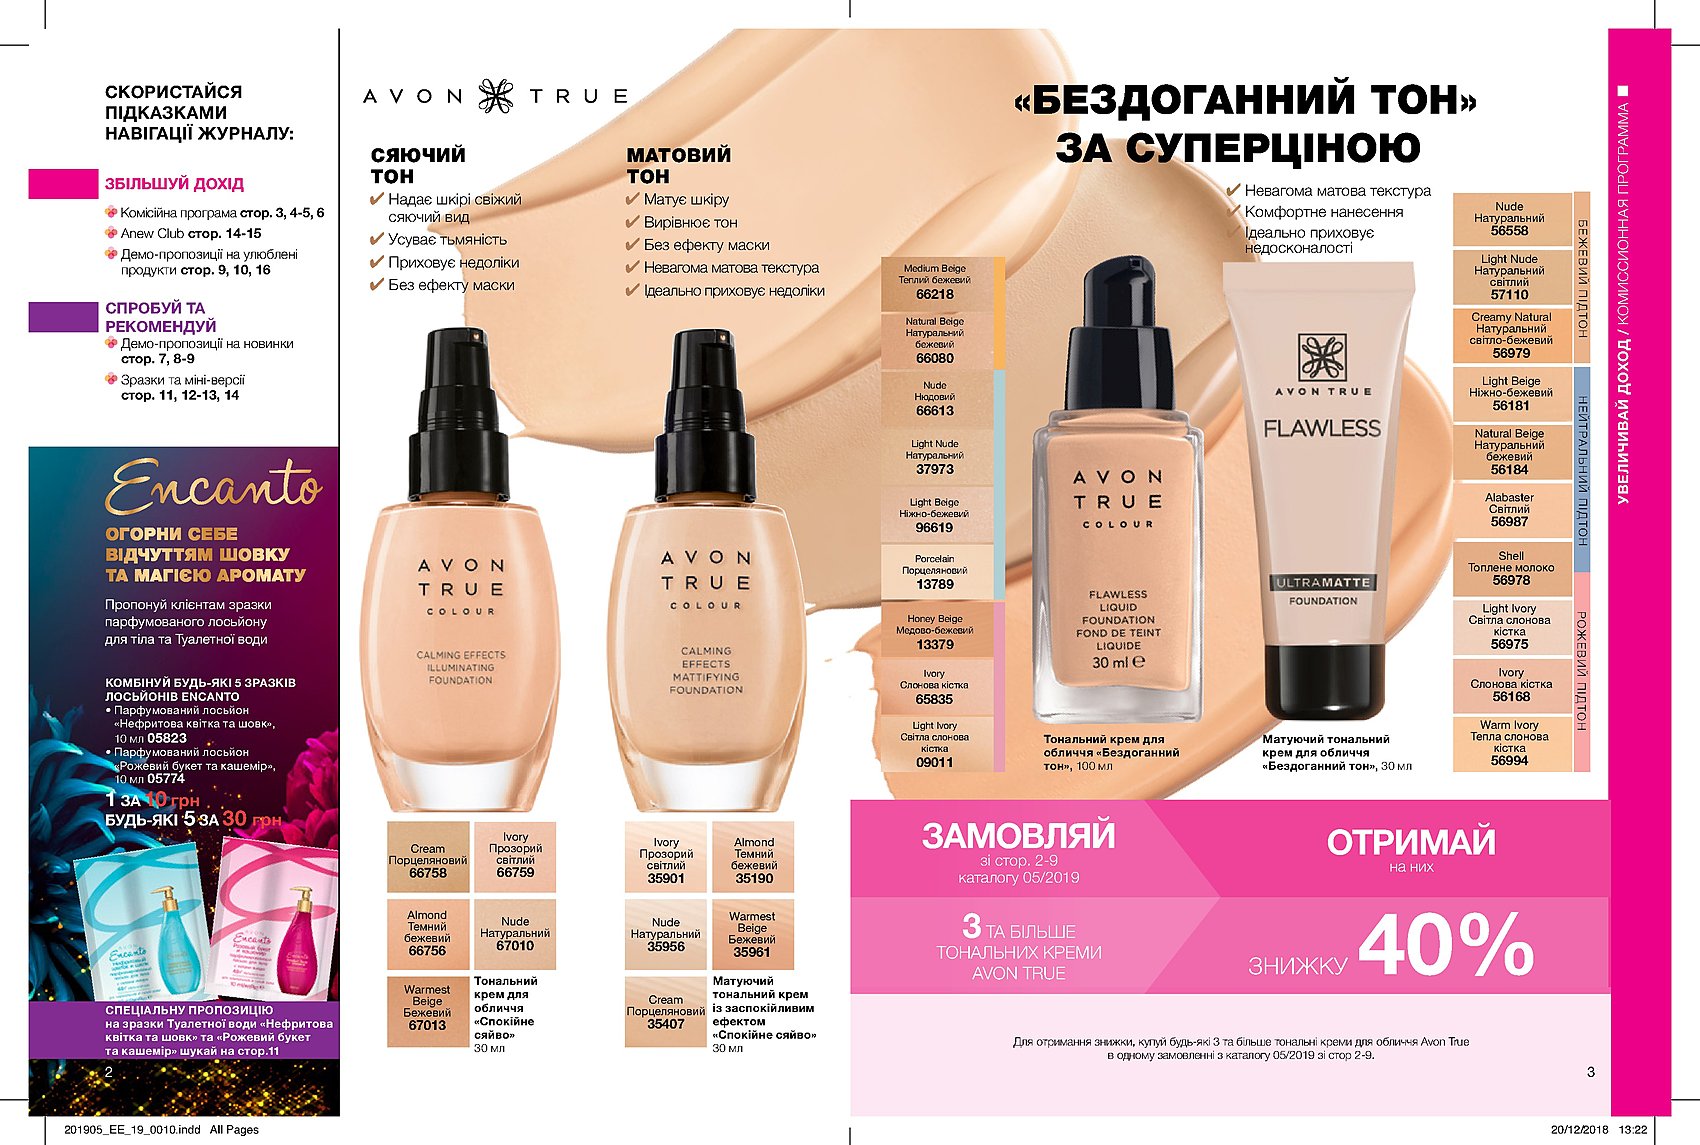 СКОРИСТАЙСЯ
ПІДКАЗКАМИ
НАВІГАЦІЇ ЖУРНАЛУ:
ЗБІЛЬШУЙ ДОХІД
Комісійна програма стор. 3, 4-5, 6
Anew Club стор. 14-15
Демо-пропозиції на улюблені
продукти стор. 9, 10, 16
СПРОБУЙ ТА
РЕКОМЕНДУЙ
Демо-пропозиції на новинки
стор. 7, 8-9
Зразки та міні-версії
стор. 11, 12-13, 14
Encanto
ОГОРНИ СЕБЕ
ВІДЧУТТЯМ ШОВКУ
ТА МАГІЄЮ АРОМАТУ
Пропонуй клієнтам зразки
парфумованого лосьйону
для тіла та Туалетної води
КОМБІНУЙ БУДЬ-ЯКІ 5 ЗРАЗКІВ
ЛОСЬЙОНІВ ENCANTO
• Парфумований лосьйон
«Нефритова квітка та шовк»,
10 мл 05823
• Парфумований лосьйон
«Рожевий букет та кашемір»,
10 мл 05774
1 ЗА 10 грн
БУДЬ-ЯКІ 5 ЗА 30 грн
AVON
Encanto
AVON
Encanto
СПЕЦІАЛЬНУ ПРОПОЗИЦІЮ
на зразки Туалетної води «Нефритова
квітка та шовк» та «Рожевий букет
та кашемір» шукай на стор.11
2
AVON TRUE
СЯЮЧИЙ
ТОН
✔ Надає шкірі свіжий
сяючий вид
✔ Усуває тьмяність
✔ Приховує недоліки
✔ Без ефекту маски
МАТОВИЙ
ТОН
✔ Матує шкіру
✔ Вирівнює тон
✔ Без ефекту маски
✔ Невагома матова текстура
✔ Ідеально приховує недоліки
AVON
TRUE
COLOUR
CALMING EFFECTS
ILLUMINATING
FOUNDATION
AVON
TRUE
COLOUR
CALMING
EFFECTS
MATTIFYING
FOUNDATION
Cream
Порцеляновий
66758
Ivory
Прозорий
світлий
66759
Almond
Темний
бежевий
66756
Nude
Натуральний
67010
Warmest
Beige
Бежевий
67013
Тональний
крем для
обличчя
«Спокійне
сяйво»
30 мл
Ivory
Прозорий
світлий
35901
Almond
Темний
бежевий
35190
Nude
Натуральний
35956
Warmest
Beige
Бежевий
35961
Cream
Порцеляновий
35407
Матуючий
тональний крем
із заспокійливим
ефектом
«Спокійне сяйво»
30 мл
«БЕЗДОГАННИЙ ТОН»
ЗА СУПЕРЦІНОЮ
✔ Невагома матова текстура
✔ Комфортне нанесення
✔ Ідеально приховує
недосконалості
Medium Beige
Теплий бежевий
66218
Natural Beige
Натуральний
бежевий
66080
Nude
Нюдовий
66613
Light Nude
Натуральний
37973
Light Beige
Ніжно-бежевий
96619
Porcelain
Порцеляновий
13789
Honey Beige
Медово-бежевий
13379
Ivory
Слонова кістка
65835
Light Ivory
Світла слонова
кістка
09011
AVON
TRUE
COLOUR
FLAWLESS
LIQUID
FOUNDATION
FOND DE TEINT
LIQUIDE
30 ml e
AVON TRUE
FLAWLESS
ULTRAMATTE
FOUNDATION
Тональний крем для
обличчя «Бездоганний
тон», 100 мл
Матуючий тональний
крем для обличчя
«Бездоганний тон», 30 мл
Nude
Натуральний
56558
Light Nude
Натуральний
світлий
57110
Creamy Natural
Натуральний
світло-бежевий
56979
Light Beige
Ніжно-бежевий
56181
Natural Beige
Натуральний
бежевий
56184
Alabaster
Світлий
56987
Shell
Топлене молоко
56978
Light Ivory
Світла слонова
кістка
56975
Ivory
Слонова кістка
56168
Warm Ivory
Тепла слонова
кістка
56994
БЕЖЕВИЙ ПІДТОН
НЕЙТРАЛЬНИЙ ПІДТОН
РОЖЕВИЙ ПІДТОН
УВЕЛИЧИВАЙ ДОХОД / КОМИССИОННАЯ ПРОГРАММА
ЗАМОВЛЯЙ
зі стор. 2-9
каталогу 05/2019
ОТРИМАЙ
на них
3 ТА БІЛЬШЕ
ТОНАЛЬНИХ КРЕМИ
AVON TRUE
ЗНИЖКУ 40%
Для отримання знижки, купуй будь-які 3 та більше тональні креми для обличчя Avon True
в одному замовленні з каталогу 05/2019 зі стор 2-9.
3
201905_EE_19_0010.indd   All Pages
20/12/2018   13:22